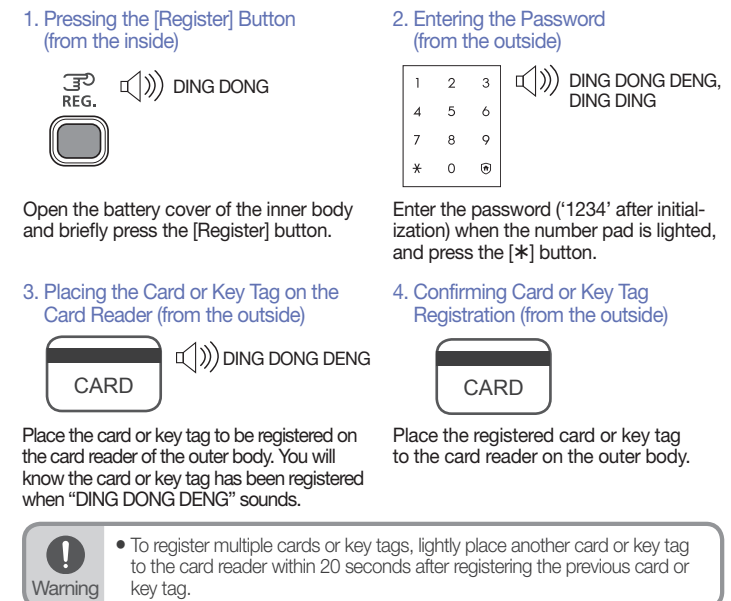 1. Pressing the [Register] Button
(from the inside)
REG.
DING DONG
Open the battery cover of the inner body
and briefly press the [Register] button.
2. Entering the Password
(from the outside)
1 2 3
4 5 6
7 8 9
* 0
DING DONG DENG,
DING DING
Enter the password (‘1234’ after initial-
ization) when the number pad is lighted,
and press the [*] button.
3. Placing the Card or Key Tag on the
Card Reader (from the outside)
CARD
DING DONG DENG
Place the card or key tag to be registered on
the card reader of the outer body. You will
know the card or key tag has been registered
when “DING DONG DENG” sounds.
4. Confirming Card or Key Tag
Registration (from the outside)
CARD
Place the registered card or key tag
to the card reader on the outer body.
Warning
• To register multiple cards or key tags, lightly place another card or key tag
to the card reader within 20 seconds after registering the previous card or
key tag.